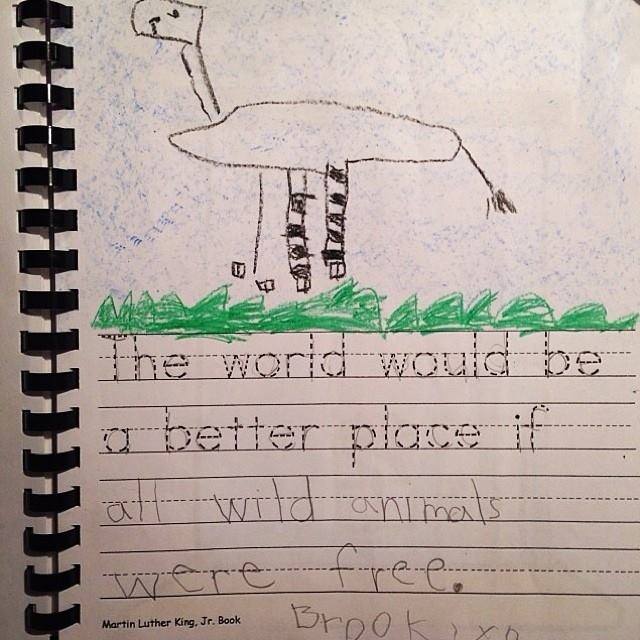 The world would be
a better place if
all wild animals
were free.
Martin Luther King, Jr. Book